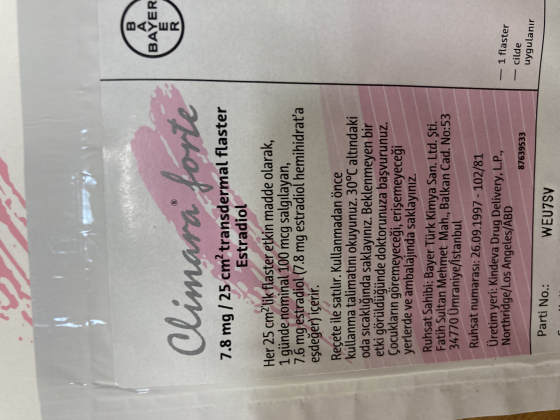 BAYER
BAYER
Climara® forte
7.8 mg / 25 cm² transdermal flaster
Estradiol
Her 25 cm²'lik flaster etkin madde olarak,
1 günde nominal 100 mcg salgılayan,
7.6 mg estradiol (7.8 mg estradiol hemihidrat'a
eşdeğer) içerir.
Reçete ile satılır. Kullanmadan önce
kullanma talimatını okuyunuz. 30°C altındaki
oda sıcaklığında saklayınız. Beklenmeyen bir
etki görüldüğünde doktorunuza başvurunuz.
Çocukların göremeyeceği, erişemeyeceği
yerlerde ve ambalajında saklayınız.
Ruhsat Sahibi: Bayer Türk Kimya San. Ltd. Şti.
Fatih Sultan Mehmet Mah., Balkan Cad. No:53
34770 Ümraniye/İstanbul
Ruhsat numarası: 26.09.1997 - 102/81
Üretim yeri: Kindeva Drug Delivery, L.P.,
Northridge/Los Angeles/ABD
87639533
— 1 flaster
— cilde
uygulanır
Parti No.:
WEU7SV